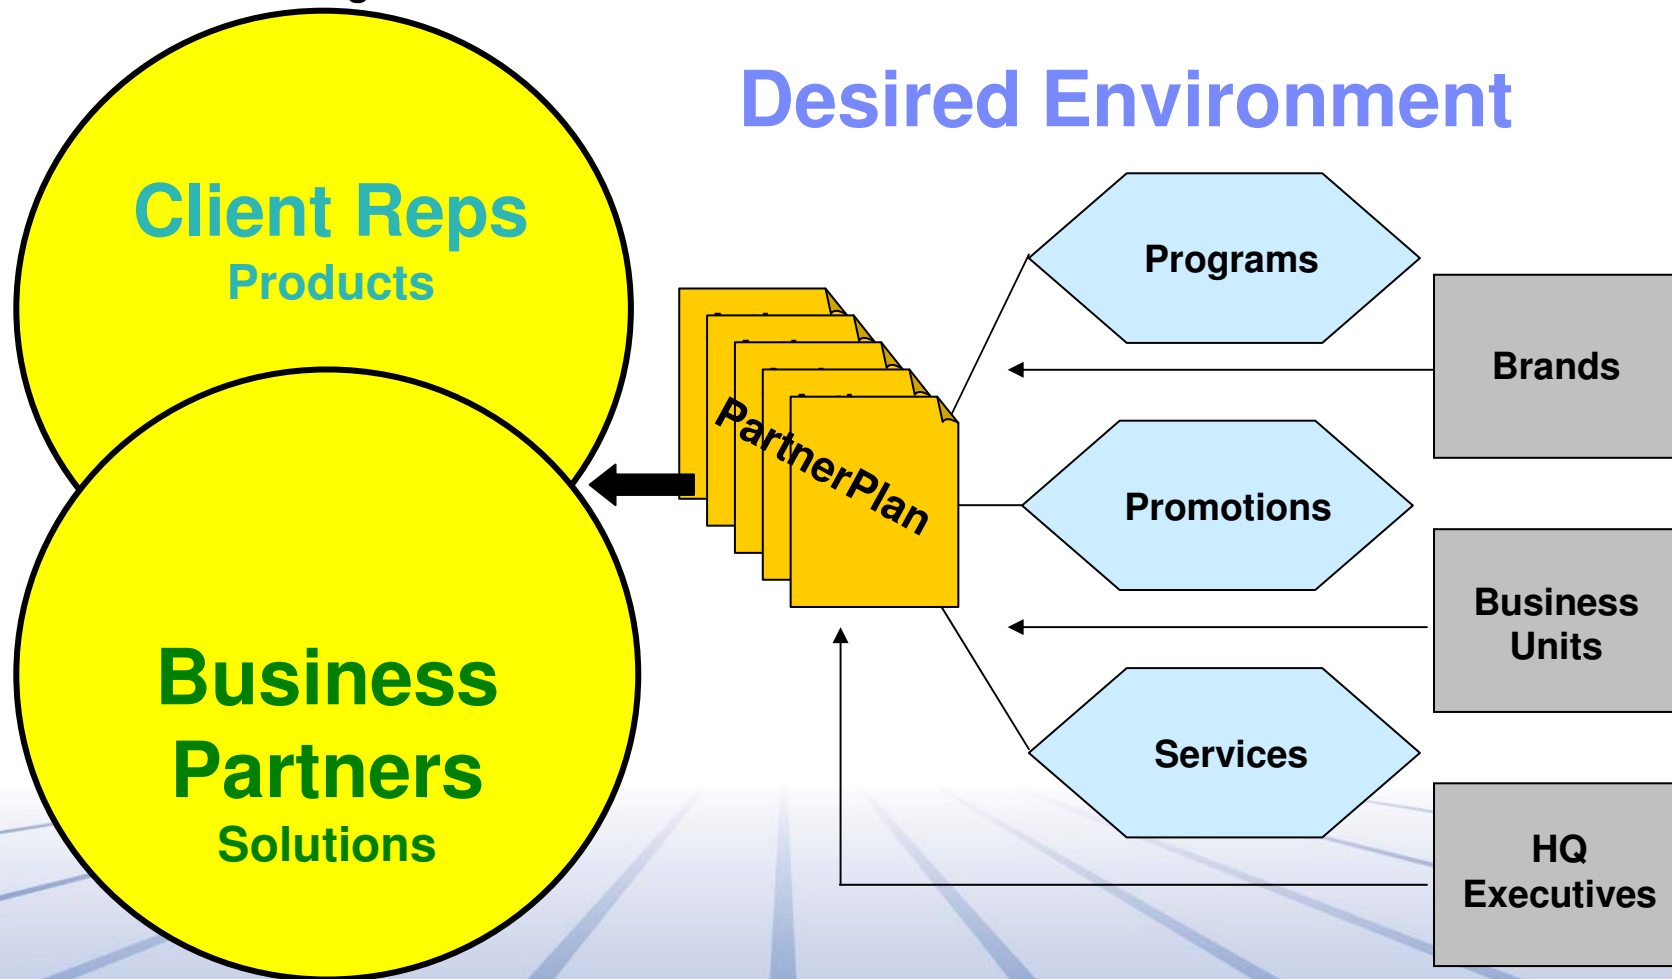 Desired Environment
Client Reps
Products
Business
Partners
Solutions
PartnerPlan
Programs
Promotions
Services
Brands
Business
Units
HQ
Executives